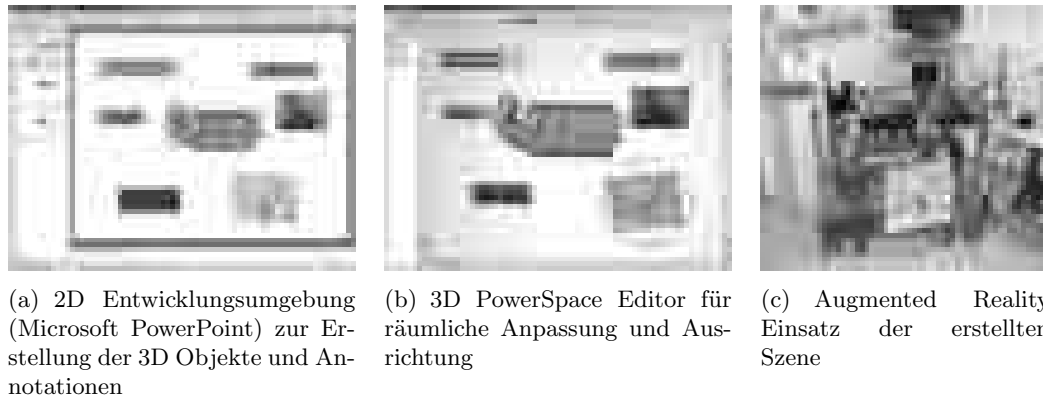 (a) 2D Entwicklungsumgebung
(Microsoft PowerPoint) zur Er-
stellung der 3D Objekte und An-
notationen
(b) 3D PowerSpace Editor für
räumliche Anpassung und Aus-
richtung
(c) Augmented Reality
Einsatz der erstellten
Szene